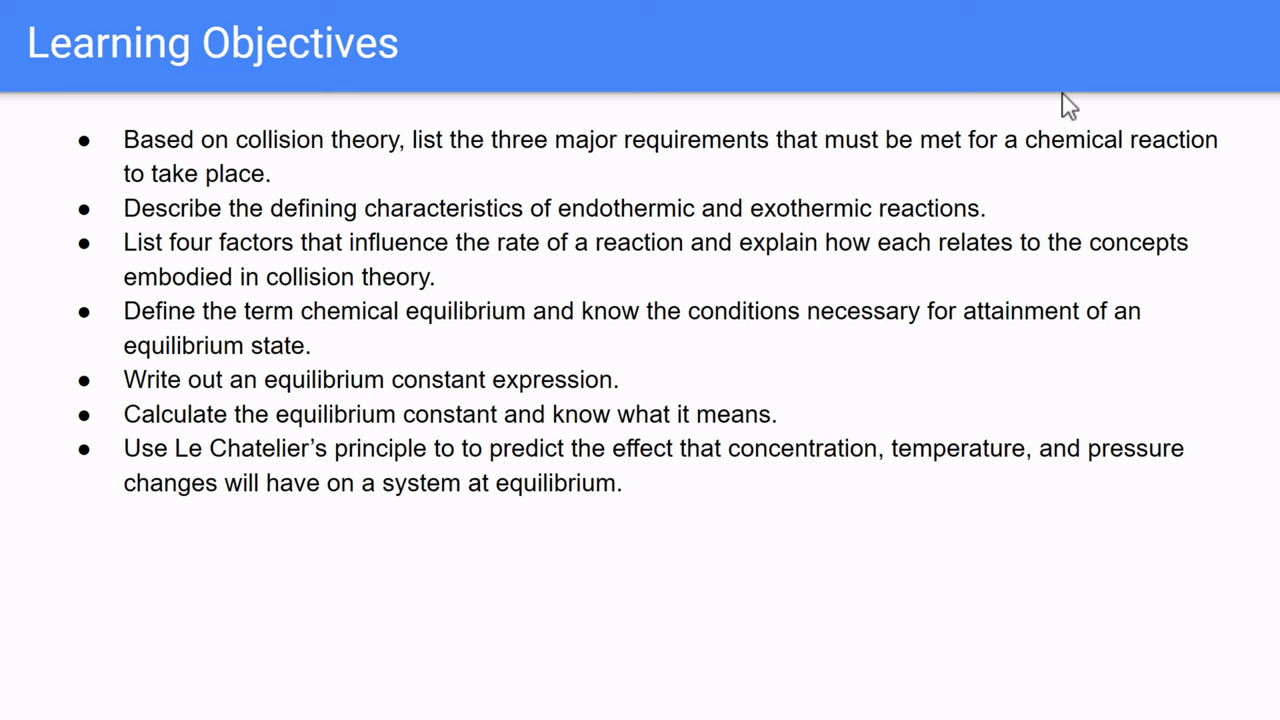 Learning Objectives
● Based on collision theory, list the three major requirements that must be met for a chemical reaction
to take place.
● Describe the defining characteristics of endothermic and exothermic reactions.
● List four factors that influence the rate of a reaction and explain how each relates to the concepts
embodied in collision theory.
● Define the term chemical equilibrium and know the conditions necessary for attainment of an
equilibrium state.
● Write out an equilibrium constant expression.
● Calculate the equilibrium constant and know what it means.
● Use Le Chatelier’s principle to to predict the effect that concentration, temperature, and pressure
changes will have on a system at equilibrium.